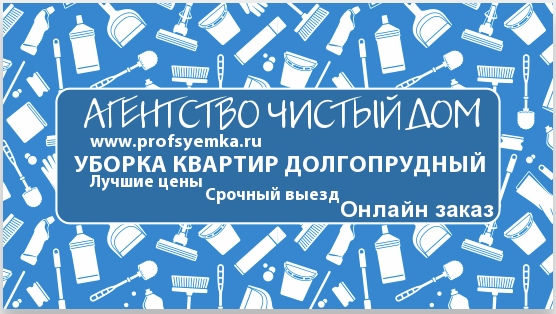 АГЕНТСТВО ЧИСТЫЙ ДОМ
www.profsyemka.ru
УБОРКА КВАРТИР ДОЛГОПРУДНЫЙ
Лучшие цены
Срочный выезд
Онлайн заказ